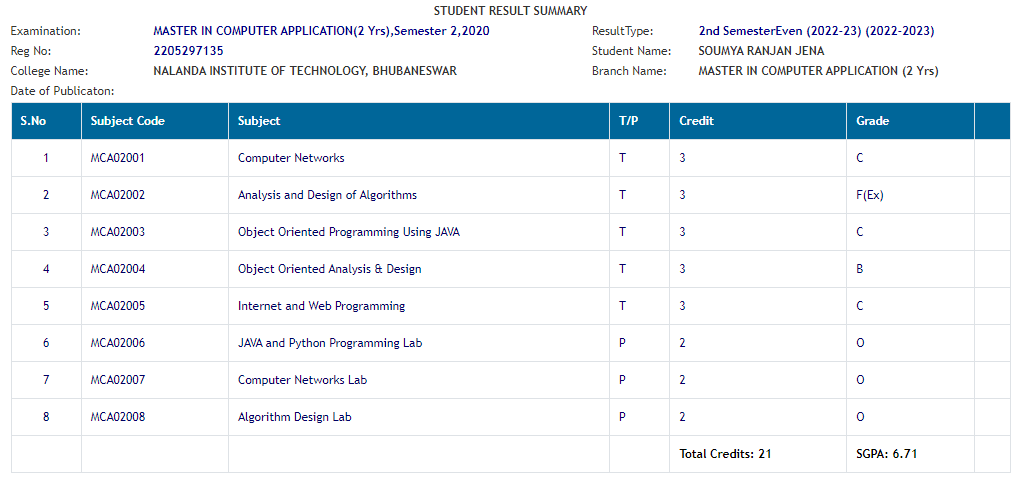 STUDENT RESULT SUMMARY
Examination: MASTER IN COMPUTER APPLICATION(2 Yrs),Semester 2,2020 ResultType: 2nd SemesterEven (2022-23) (2022-2023)
Reg No: 2205297135 Student Name: SOUMYA RANJAN JENA
College Name: NALANDA INSTITUTE OF TECHNOLOGY, BHUBANESWAR Branch Name: MASTER IN COMPUTER APPLICATION (2 Yrs)
Date of Publicaton:
S.No Subject Code Subject T/P Credit Grade
1 MCA02001 Computer Networks T 3 C
2 MCA02002 Analysis and Design of Algorithms T 3 F(Ex)
3 MCA02003 Object Oriented Programming Using JAVA T 3 C
4 MCA02004 Object Oriented Analysis & Design T 3 B
5 MCA02005 Internet and Web Programming T 3 C
6 MCA02006 JAVA and Python Programming Lab P 2 O
7 MCA02007 Computer Networks Lab P 2 O
8 MCA02008 Algorithm Design Lab P 2 O
Total Credits: 21 SGPA: 6.71